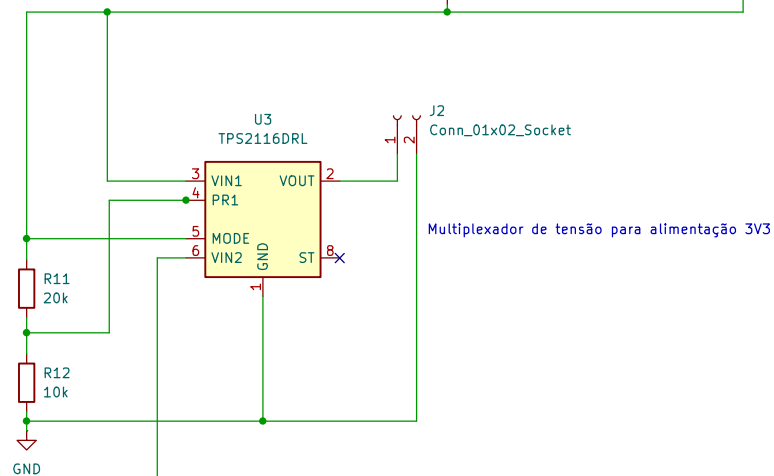 U3
TPS2116DRL
J2
Conn_01x02_Socket
1
2
3
VIN1
VOUT
2
4
PR1
5
MODE
6
VIN2
GND
ST
8
1
Multiplexador de tensão para alimentação 3V3
R11
20k
R12
10k
GND